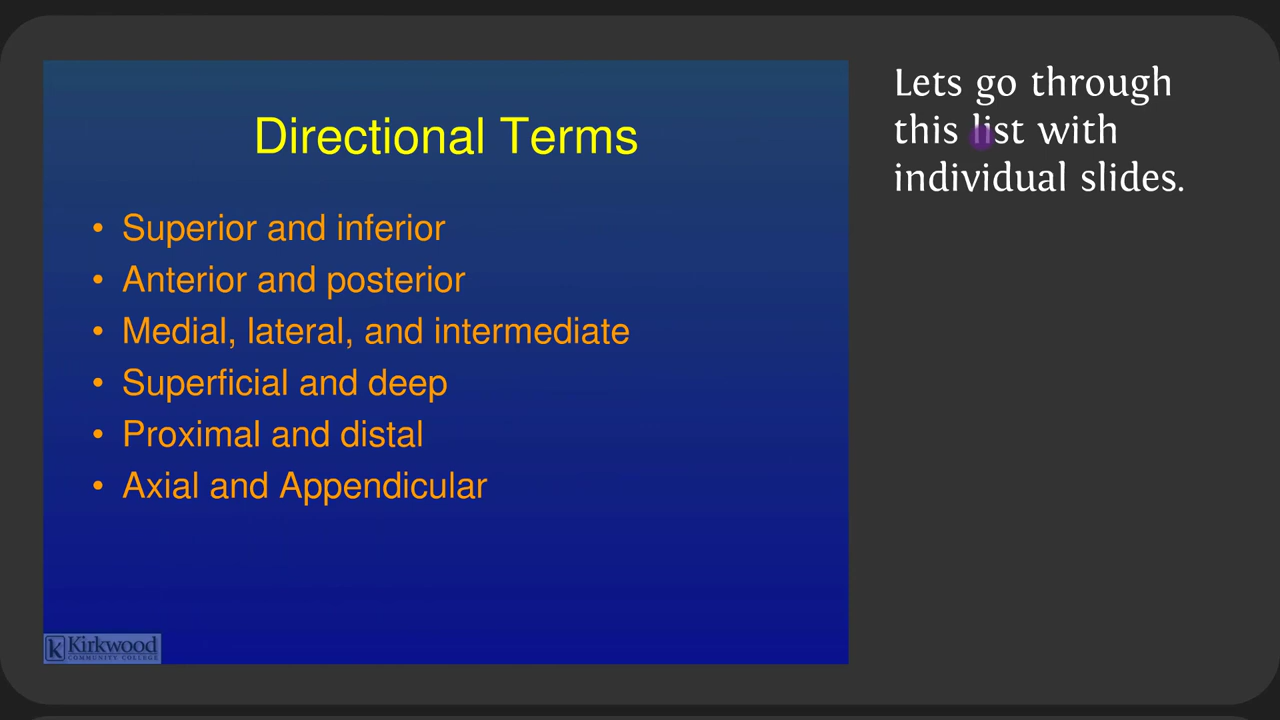 Directional Terms
• Superior and inferior
• Anterior and posterior
• Medial, lateral, and intermediate
• Superficial and deep
• Proximal and distal
• Axial and Appendicular
Kirkwood
COMMUNITY COLLEGE
Lets go through
this list with
individual slides.